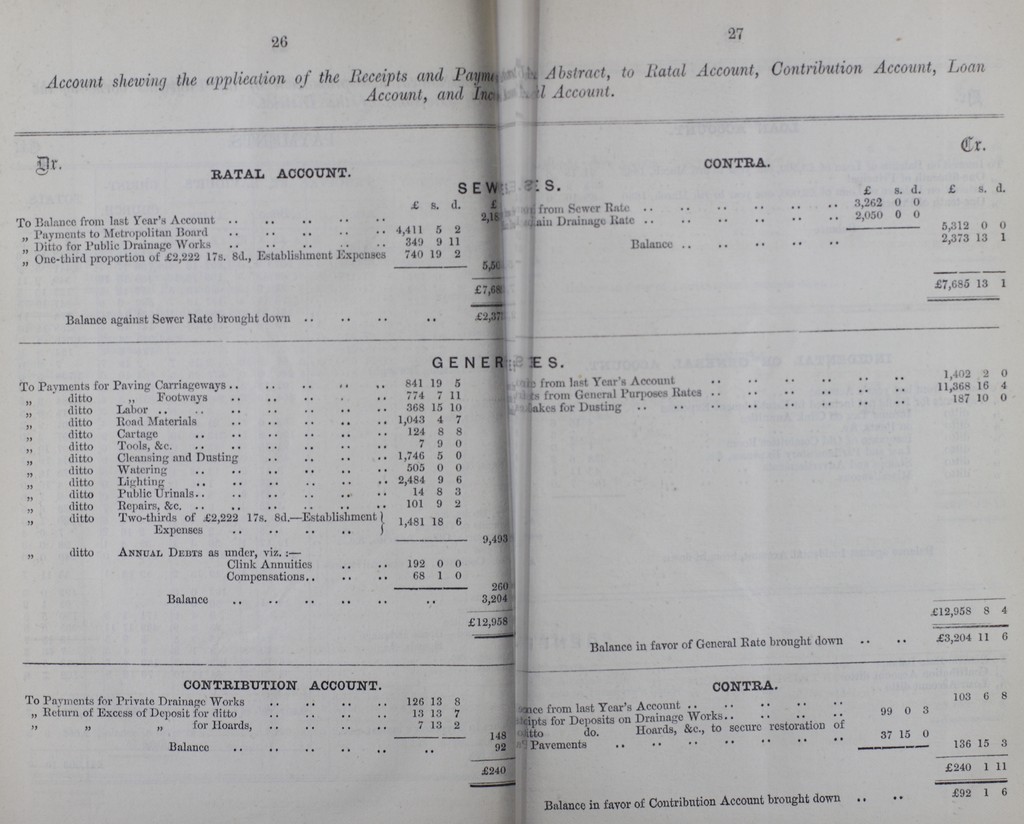 26
27
Account shewing the application of the Receipts and Abstract, to Ratal Account, Contribution Account, Loan
Account, and Account.
Dr.
RATAL ACCOUNT.
£ s. d. £
To Balance from last Year's Account .. .. .. .. .. 2,18
„ Payments to Metropolitan Board .. .. .. .. .. 4,411 5 2
„ Ditto for Public Drainage Works .. .. .. .. .. 349 9 11
„ One-third proportion of £2,222 17s. 8d., Establishment Expenses 740 19 2
5,50
£7,68
Balance against Sewer Rate brought down .. .. .. .. £2,37
Cr.
CONTRA.
S.
£ s. d. £ s. d.
from Sewer Rate .. .. .. .. .. .. 3,262 0 0
Drainage Rate .. .. .. .. .. .. 2,050 0 0
5,312 0 0
Balance .. .. .. .. .. 2,373 13 1
£7,685 13 1
To Payments for Paving Carriageways .. .. .. .. .. 841 19 5
„ ditto „ Footways .. .. .. .. .. 774 7 11
„ ditto Labor .. .. .. .. .. .. 368 15 10
„ ditto Road Materials .. .. .. .. .. 1,043 4 7
„ ditto Cartage .. .. .. .. .. .. 124 8 8
„ ditto Tools, &c. .. .. .. .. .. .. 7 9 0
„ ditto Cleansing and Dusting .. .. .. .. 1,746 5 0
„ ditto Watering .. .. .. .. .. .. 505 0 0
„ ditto Lighting .. .. .. .. .. .. 2,484 9 6
„ ditto Public Urinals .. .. .. .. .. .. 14 8 3
„ ditto Repairs, &c. .. .. .. .. .. .. 101 9 2
„ ditto Two-thirds of £2,222 17s. 8d.—Establishment }
Expenses .. .. .. .. .. } 1,481 18 6
9,493
„ ditto ANNUAL DEBTS as under, viz.:—
Clink Annuities .. .. 192 0 0
Compensations .. .. .. 68 1 0
260
Balance .. .. .. .. .. .. 3,204
£12,958
from last Year's Account .. .. .. .. .. .. 1,402 2 0
from General Purposes Rates .. .. .. .. .. .. 11,368 16 4
for Dusting .. .. .. .. .. .. .. .. 187 10 0
£12,958 8 4
Balance in favor of General Rate brought down .. .. £3,204 11 6
CONTRIBUTION ACCOUNT.
To Payments for Private Drainage Works .. .. .. .. 126 13 8
„ Return of Excess of Deposit for ditto .. .. .. .. 13 13 7
„ „ „ for Hoards, .. .. .. .. 7 13 2
148
Balance .. .. .. .. .. .. 92
£240
CONTRA.
from last Year's Account .. .. .. .. .. 103 6 8
for Deposits on Drainage Works .. .. .. .. 99 0 3
do. Hoards, &c., to secure restoration of
Pavements .. .. .. .. .. .. .. 37 15 0
136 15 3
£240 1 11
Balance in favor of Contribution Account brought down .. .. £92 1 6